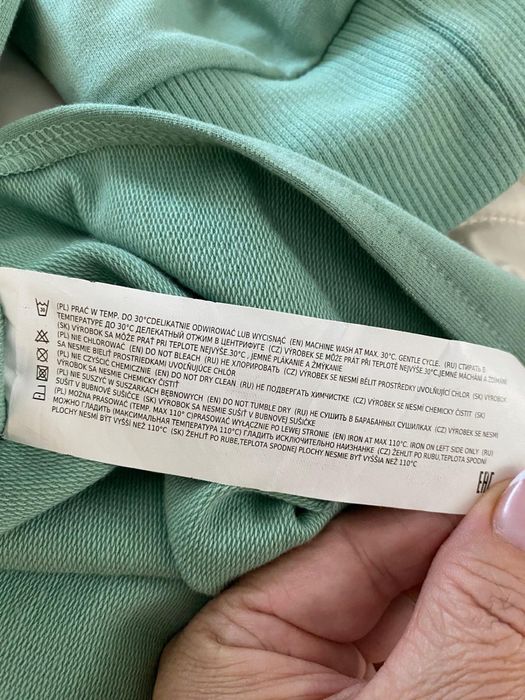 (PL) PRAĆ W TEMP. DO 30°C DELIKATNIE ODWIROWAĆ LUB WYCISNĄĆ (EN) MACHINE WASH AT MAX. 30°C, GENTLE CYCLE. (RU) СТИРАТЬ В
ТЕМПЕРАТУРЕ ДО 30°C ДЕЛЕКАТНЫЙ ОТЖИМ В ЦЕНТРИФУГЕ (CZ) VÝROBEK SE MŮŽE PRÁT PŘI TEPLOTĚ NEJVÝŠE 30°C, JEMNÉ MÁCHÁNÍ A ŽDÍMÁNÍ
(SK) VÝROBOK SA MÔŽE PRAŤ PRI TEPLOTE NEJVÝŠE.30°C , JEMNÉ PLÁKANIE A ŽMÝKANIE
(PL) NIE CHLOROWAĆ (EN) DO NOT BLEACH (RU) НЕ ХЛОРИРОВАТЬ (CZ) VÝROBEK SE NESMÍ BĚLIT PROSTŘEDKY UVOLŇUJÍCÍ CHLÓR (SK) VÝROBOK
SA NESMIE BIELIŤ PROSTRIEDKAMI UVOĽŇUJÚCE CHLÓR
(PL) NIE CZYŚCIĆ CHEMICZNIE (EN) DO NOT DRY CLEAN (RU) НЕ ПОДВЕРГАТЬ ХИМЧИСТКЕ (CZ) VÝROBEK SE NESMI CHEMICKY ČISTIT (SK)
VÝROBOK SA NESMIE CHEMICKY ČISTIŤ
(PL) NIE SUSZYĆ W SUSZARKACH BĘBNOWYCH (EN) DO NOT TUMBLE DRY (RU) НЕ СУШИТЬ В БАРАБАННЫХ СУШИЛКАХ (CZ) VÝROBEK SE NESMI
SUŠIT V BUBNOVÉ SUŠIČCE (SK) VÝROBOK SA NESMIE SUŠIŤ V BUBNOVEJ SUŠIČKE
(PL) MOŻNA PRASOWAĆ (TEMP. MAX 110°C) PRASOWAĆ WYŁĄCZNIE PO LEWEJ STRONIE (EN) IRON AT MAX 110°C. IRON ON LEFT SIDE ONLY (RU)
МОЖНО ГЛАДИТЬ (МАКСИМАЛЬНАЯ ТЕМПЕРАТУРА 110°C) ГЛАДИТЬ ИСКЛЮЧИТЕЛЬНО НАИЗНАНКЕ (CZ) ŽEHLIT PO RUBU, TEPLOTA SPODNÍ
PLOCHY NESMÍ BÝT VYŠŠÍ NEŽ 110°C (SK) ŽEHLIŤ PO RUBE, TEPLOTA SPODNEJ PLOCHY NESMIE BYŤ VYŠŠIA NEŽ 110°C
EAC